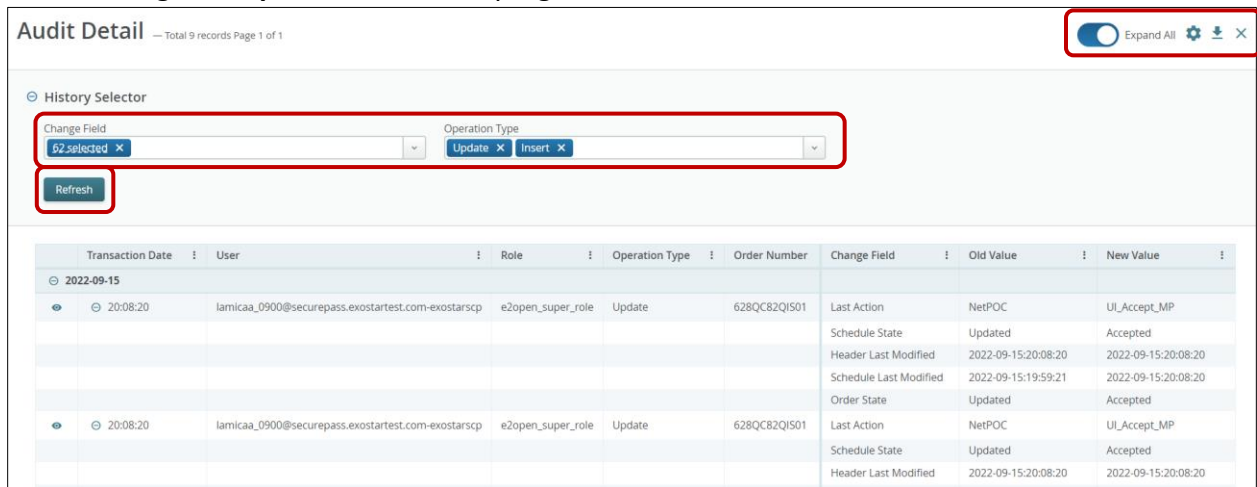 Audit Detail — Total 9 records Page 1 of 1 Expand All
History Selector
Change Field Operation Type
62 selected × Update × Insert ×
Refresh
Transaction Date User Role Operation Type Order Number Change Field Old Value New Value
2022-09-15
20:08:20 lamicaa_0900@securepass.exostartest.com-exostarscp e2open_super_role Update 628QC82QIS01 Last Action NetPOC UI_Accept_MP
Schedule State Updated Accepted
Header Last Modified 2022-09-15:20:08:20 2022-09-15:20:08:20
Schedule Last Modified 2022-09-15:19:59:21 2022-09-15:20:08:20
Order State Updated Accepted
20:08:20 lamicaa_0900@securepass.exostartest.com-exostarscp e2open_super_role Update 628QC82QIS01 Last Action NetPOC UI_Accept_MP
Schedule State Updated Accepted
Header Last Modified 2022-09-15:20:08:20 2022-09-15:20:08:20